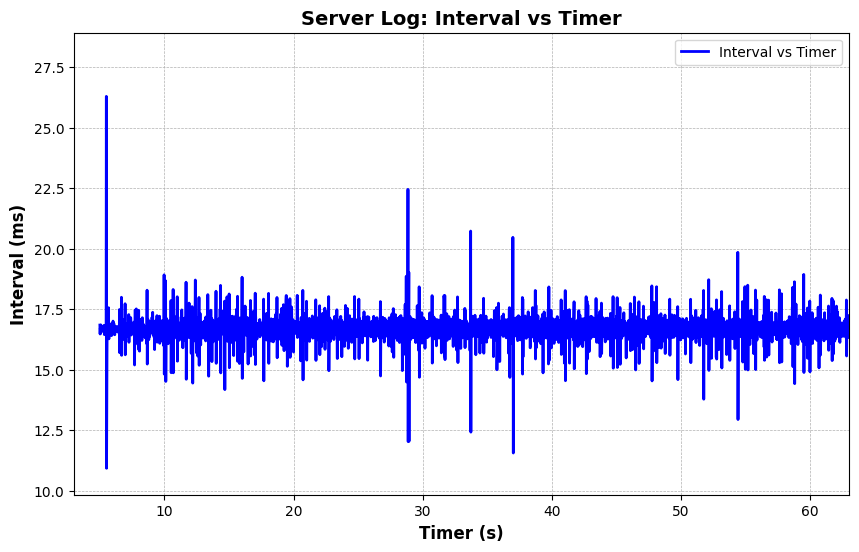 Server Log: Interval vs Timer
Interval vs Timer
27.5
25.0
22.5
20.0
17.5
15.0
12.5
10.0
Interval (ms)
10 20 30 40 50 60
Timer (s)